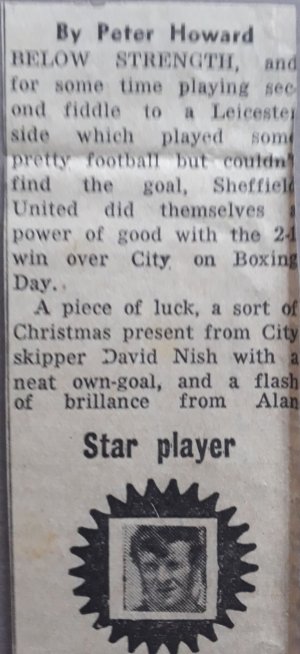 By Peter Howard
BELOW STRENGTH, and
for some time playing sec
ond fiddle to a Leicester
side which played some
pretty football but couldn't
find the goal, Sheffield
United did themselves a
power of good with the 2-1
win over City on Boxing
Day.
A piece of luck, a sort of
Christmas present from City
skipper David Nish with a
neat own-goal, and a flash
of brilliance from Alan
Star player